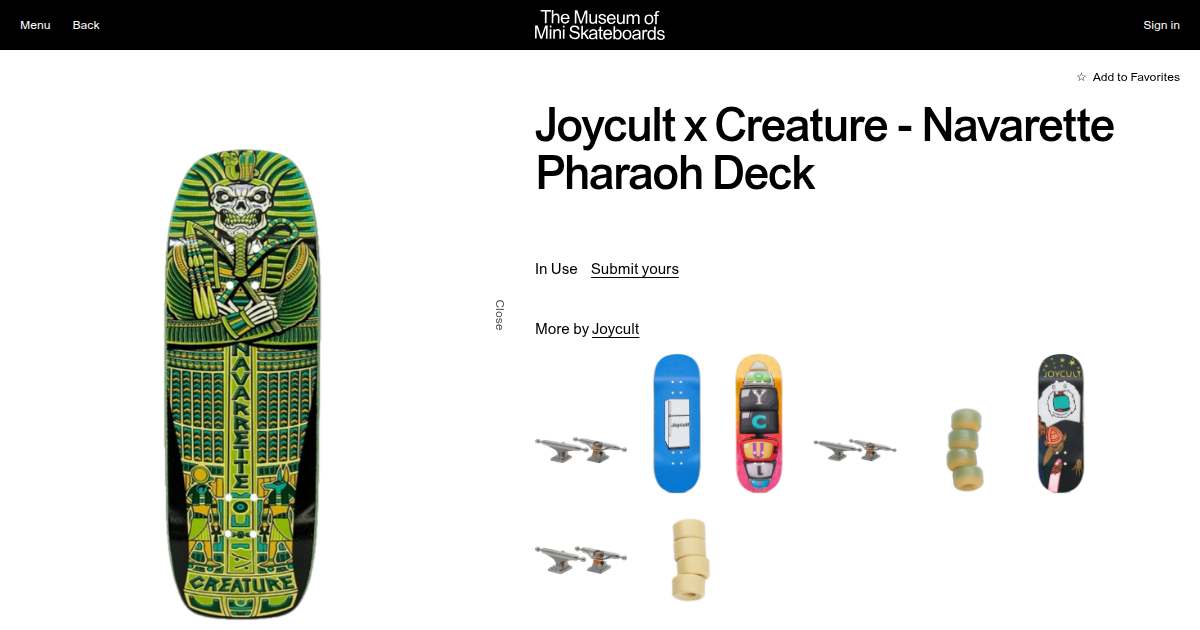 Menu
Back
The Museum of
Mini Skateboards
Sign in
☆ Add to Favorites
Joycult x Creature - Navarette
Pharaoh Deck
In Use Submit yours
Close
More by Joycult
NAVARRETTE
CREATURE
Joycult
Y
C
U
L
JOYCULT